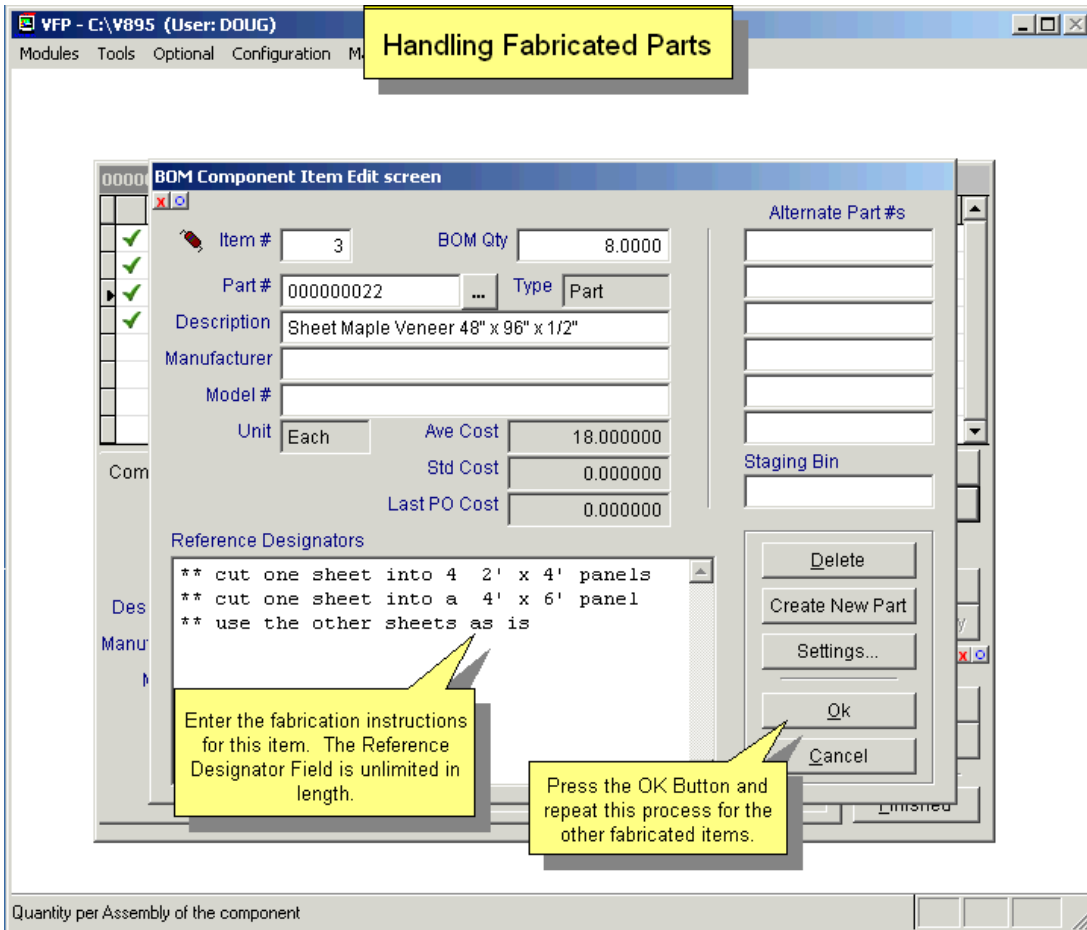 VFP - C:\V895 (User: DOUG)
Handling Fabricated Parts
Modules Tools Optional Configuration
BOM Component Item Edit screen
Item # 3 BOM Qty 8.0000
Part # 000000022 ... Type Part
Description Sheet Maple Veneer 48" x 96" x 1/2"
Manufacturer
Model #
Unit Each Ave Cost 18.000000
Std Cost 0.000000
Last PO Cost 0.000000
Alternate Part #s
Staging Bin
Reference Designators
** cut one sheet into 4 2' x 4' panels
** cut one sheet into a 4' x 6' panel
** use the other sheets as is
Delete
Create New Part
Settings...
Ok
Cancel
Com
Des
Manu
Enter the fabrication instructions
for this item. The Reference
Designator Field is unlimited in
length.
Press the OK Button and
repeat this process for the
other fabricated items.
Finished
Quantity per Assembly of the component